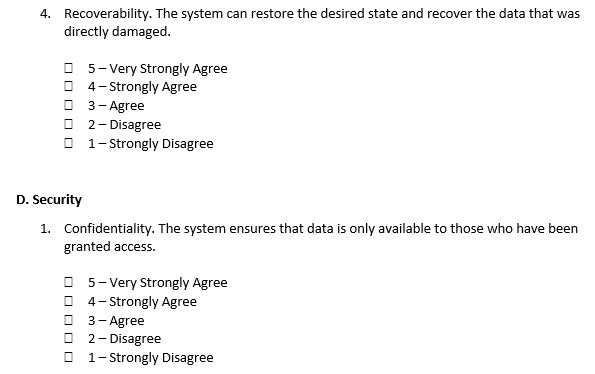 4. Recoverability. The system can restore the desired state and recover the data that was
directly damaged.
☐ 5 – Very Strongly Agree
☐ 4 – Strongly Agree
☐ 3 – Agree
☐ 2 – Disagree
☐ 1 – Strongly Disagree
D. Security
1. Confidentiality. The system ensures that data is only available to those who have been
granted access.
☐ 5 – Very Strongly Agree
☐ 4 – Strongly Agree
☐ 3 – Agree
☐ 2 – Disagree
☐ 1 – Strongly Disagree